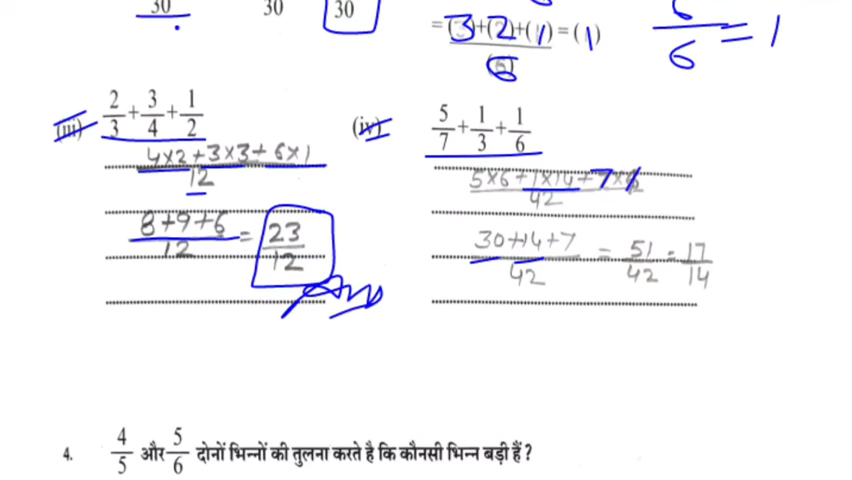 30 30 30
= (3)+(2)+(1) = (1)
(6)
6/6 = 1
(iii) 2/3 + 3/4 + 1/2
4×2+3×3+6×1
12
8+9+6/12 = 23/12
Ans
(iv) 5/7 + 1/3 + 1/6
5×6+1×14+7×
42
30+14+7/42 = 51/42 = 17/14
4. 4/5 और 5/6 दोनों भिन्नों की तुलना करते है कि कौनसी भिन्न बड़ी हैं ?